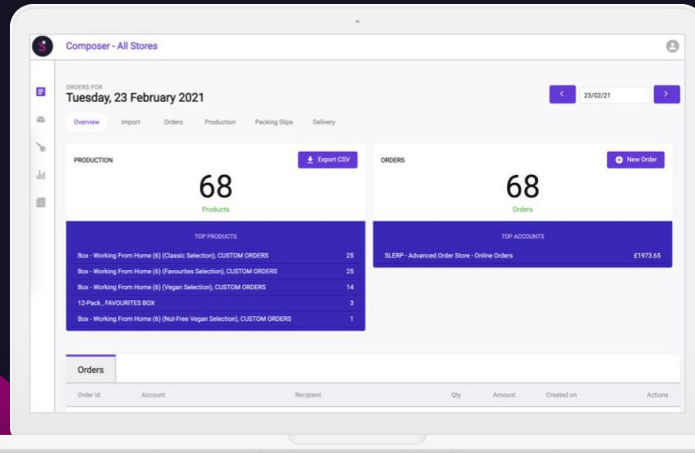 Composer - All Stores
ORDERS FOR
Tuesday, 23 February 2021
23/02/21
Overview Import Orders Production Packing Slips Delivery
PRODUCTION
Export CSV
68
Products
TOP PRODUCTS
Box - Working From Home (6) (Classic Selection), CUSTOM ORDERS 25
Box - Working From Home (6) (Favourites Selection), CUSTOM ORDERS 25
Box - Working From Home (6) (Vegan Selection), CUSTOM ORDERS 14
12-Pack , FAVOURITES BOX 3
Box - Working From Home (6) (Nut-Free Vegan Selection), CUSTOM ORDERS 1
ORDERS
New Order
68
Orders
TOP ACCOUNTS
SLERP - Advanced Order Store - Online Orders £1973.65
Orders
Order Id Account Recipient Qty Amount Created on Actions